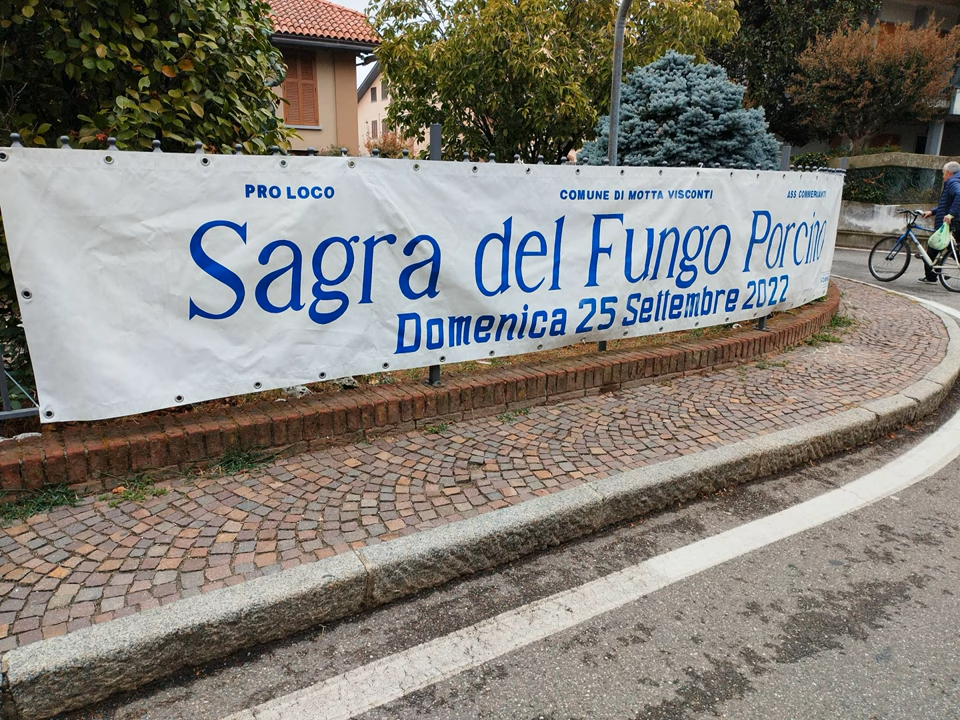 PRO LOCO COMUNE DI MOTTA VISCONTI ASS COMMERCIANTI
Sagra del Fungo Porcino
Domenica 25 Settembre 2022